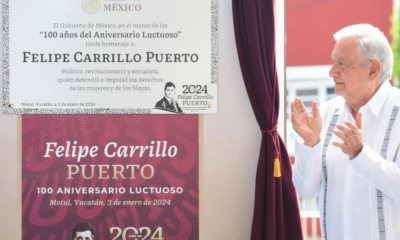 MÉXICO
El Gobierno de México, en el marco de los
“100 años del Aniversario Luctuoso”
rinde homenaje a:
FELIPE CARRILLO PUERTO
Político, revolucionario y socialista,
quien defendió e impulsó los derechos
de las mujeres y de los Mayas.
2024
Felipe Carrillo
PUERTO
Motul, Yucatán, a 3 de enero de 2024
Felipe Carrillo
PUERTO
100 ANIVERSARIO LUCTUOSO
Motul, Yucatán, 3 de enero de 2024
2024